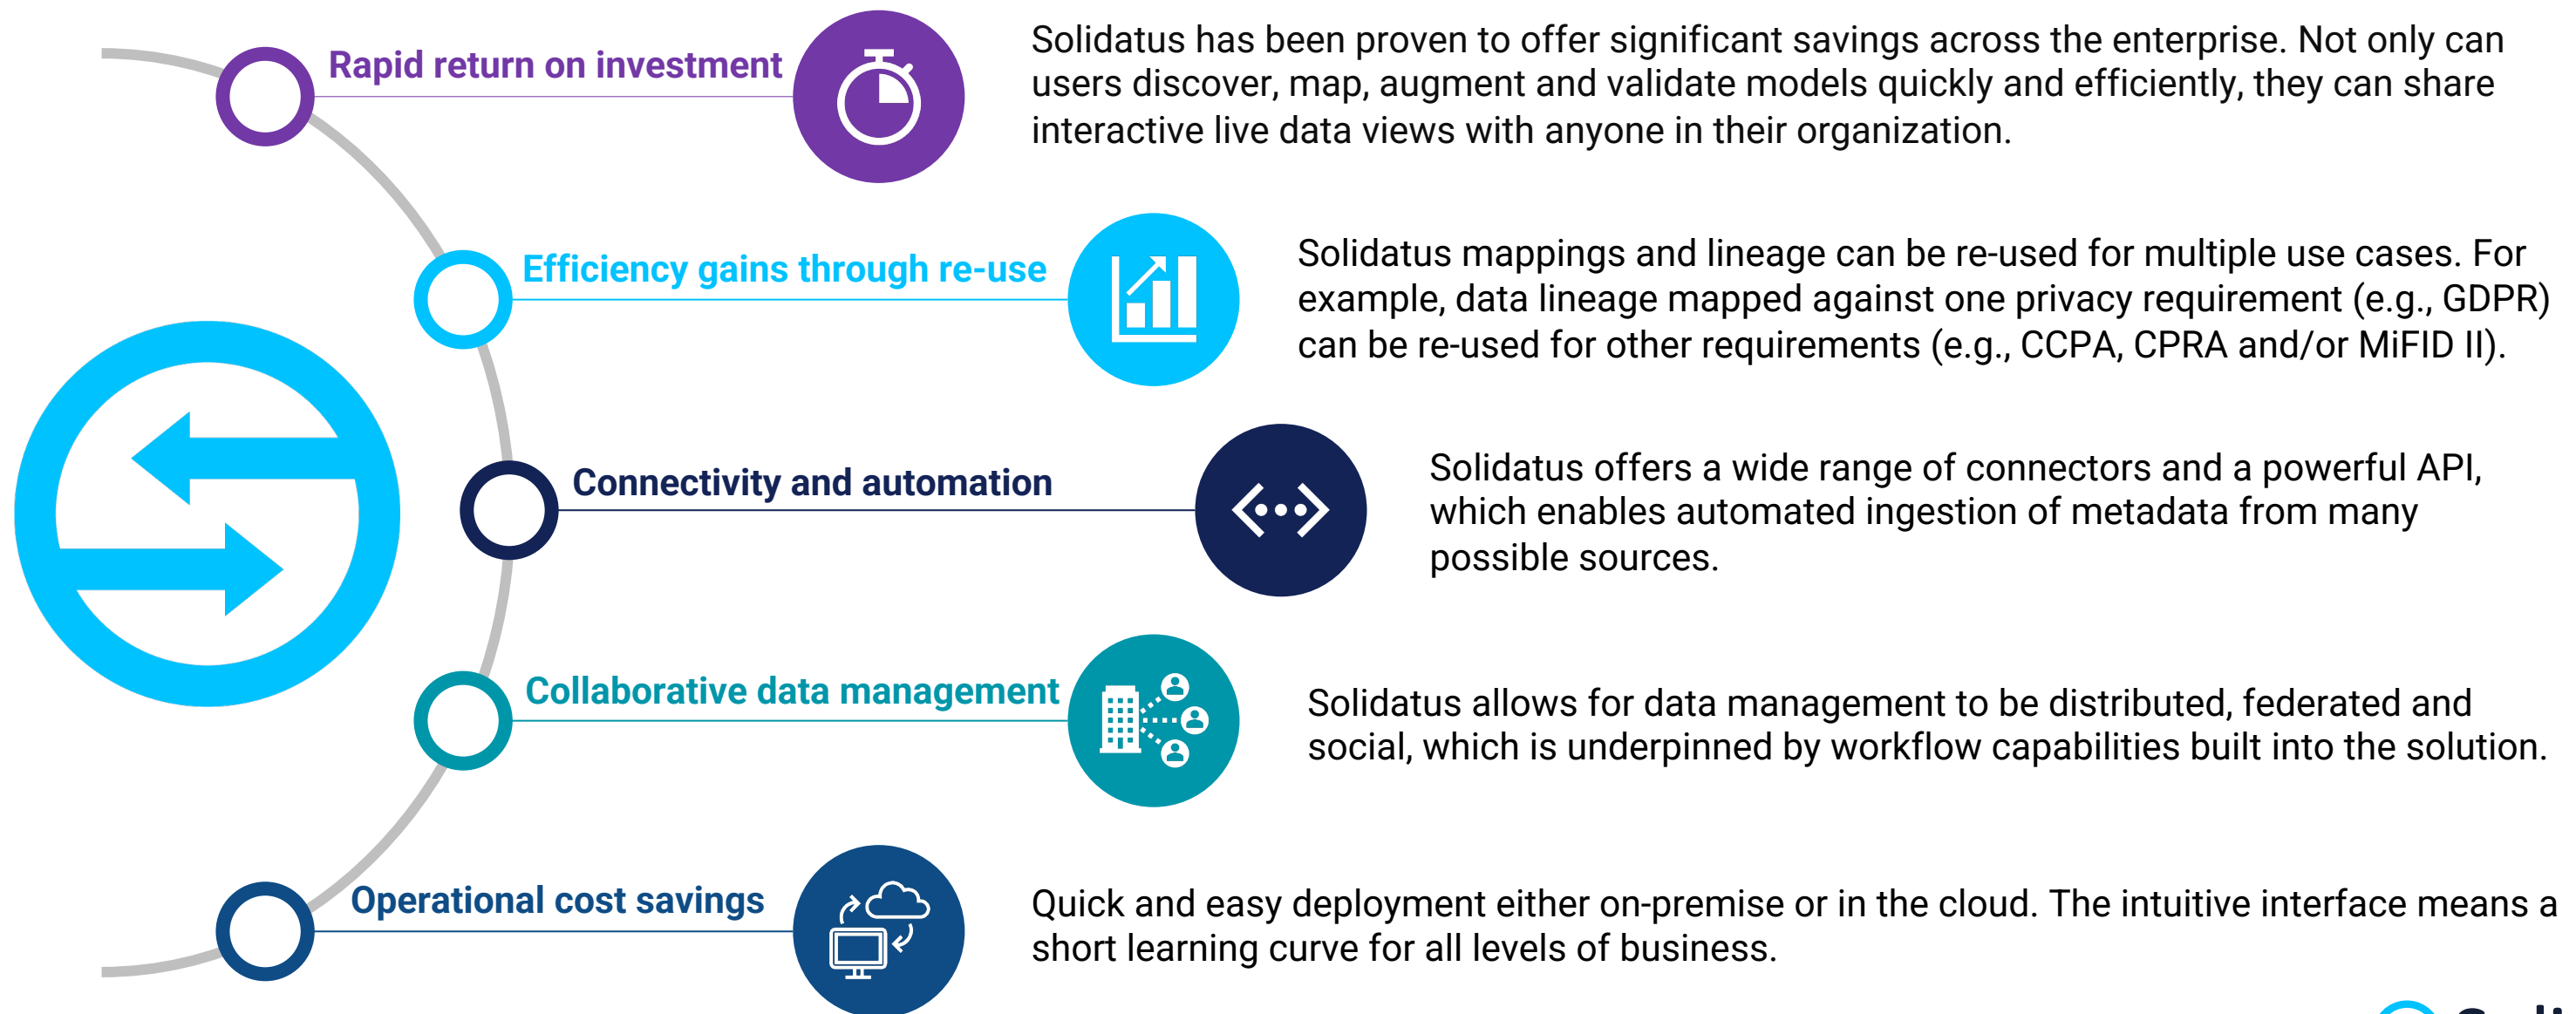 Rapid return on investment
Solidatus has been proven to offer significant savings across the enterprise. Not only can
users discover, map, augment and validate models quickly and efficiently, they can share
interactive live data views with anyone in their organization.
Efficiency gains through re-use
Solidatus mappings and lineage can be re-used for multiple use cases. For
example, data lineage mapped against one privacy requirement (e.g., GDPR)
can be re-used for other requirements (e.g., CCPA, CPRA and/or MiFID II).
Connectivity and automation
Solidatus offers a wide range of connectors and a powerful API,
which enables automated ingestion of metadata from many
possible sources.
Collaborative data management
Solidatus allows for data management to be distributed, federated and
social, which is underpinned by workflow capabilities built into the solution.
Operational cost savings
Quick and easy deployment either on-premise or in the cloud. The intuitive interface means a
short learning curve for all levels of business.